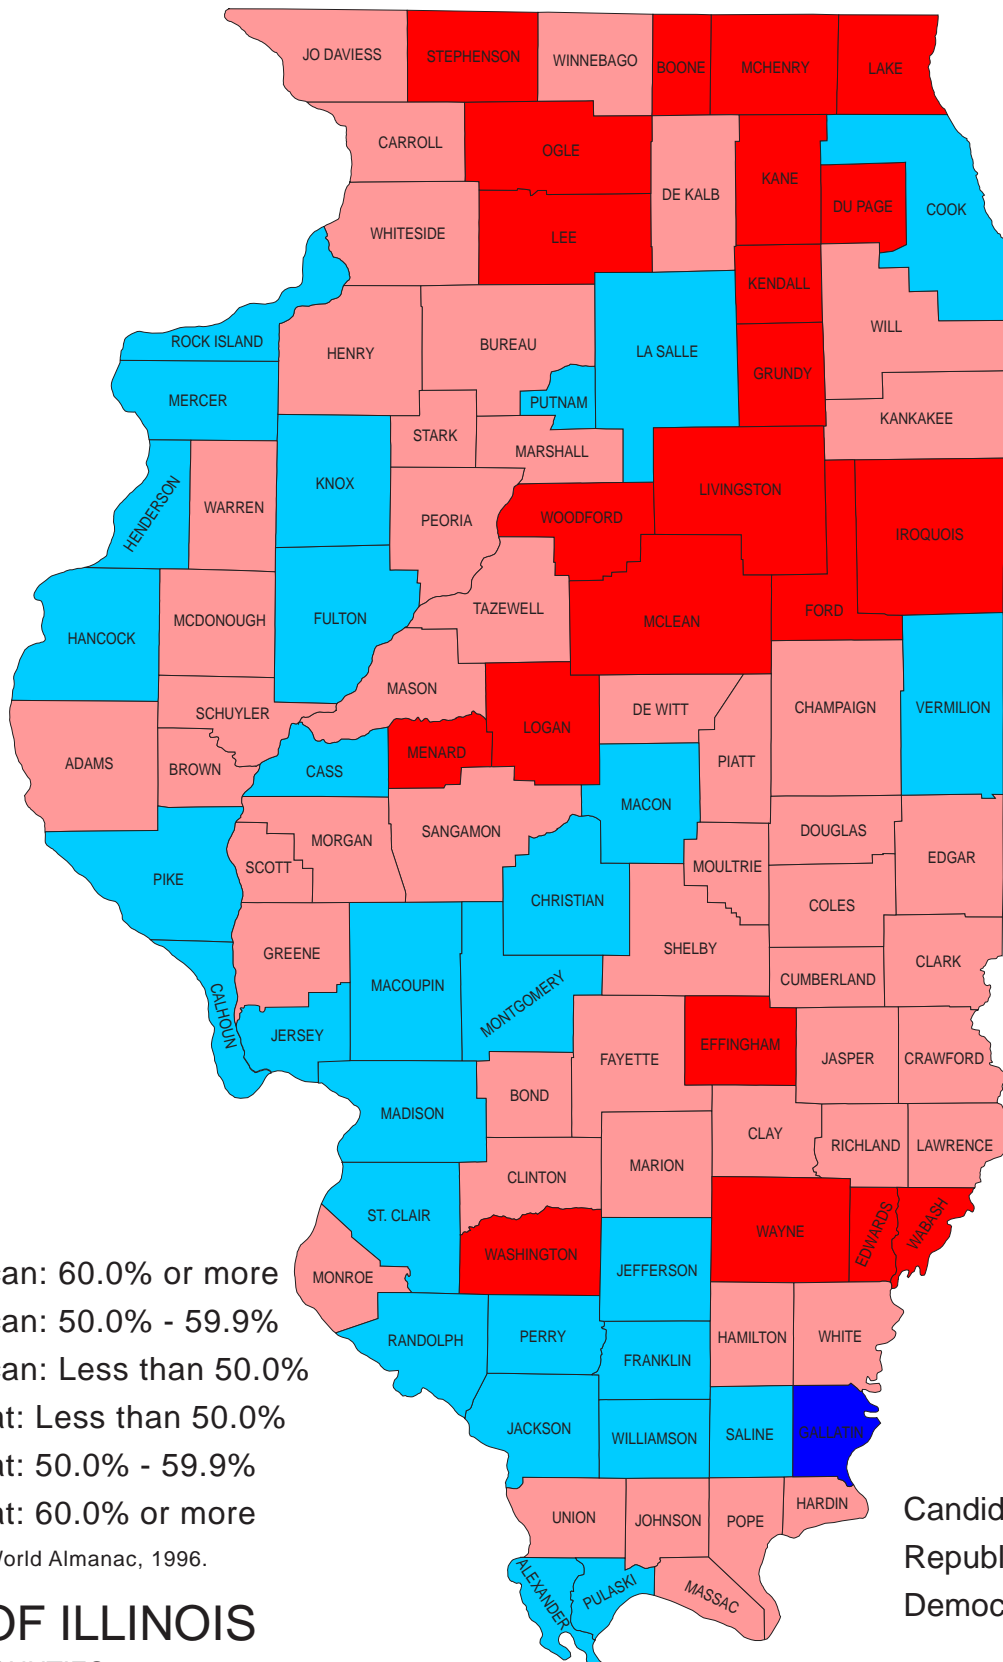 JO DAVIESS
STEPHENSON
WINNEBAGO
BOONE
MCHENRY
LAKE
CARROLL
OGLE
DE KALB
KANE
DU PAGE
COOK
WHITESIDE
LEE
KENDALL
WILL
ROCK ISLAND
HENRY
BUREAU
LA SALLE
GRUNDY
MERCER
PUTNAM
KANKAKEE
STARK
MARSHALL
HENDERSON
WARREN
KNOX
PEORIA
WOODFORD
LIVINGSTON
IROQUOIS
HANCOCK
MCDONOUGH
FULTON
TAZEWELL
MCLEAN
FORD
SCHUYLER
MASON
LOGAN
DE WITT
CHAMPAIGN
VERMILION
ADAMS
BROWN
CASS
MENARD
PIATT
MACON
PIKE
SCOTT
MORGAN
SANGAMON
MOULTRIE
DOUGLAS
EDGAR
CHRISTIAN
COLES
GREENE
SHELBY
CUMBERLAND
CLARK
CALHOUN
JERSEY
MACOUPIN
MONTGOMERY
FAYETTE
EFFINGHAM
JASPER
CRAWFORD
MADISON
BOND
CLAY
RICHLAND
LAWRENCE
CLINTON
MARION
ST. CLAIR
WASHINGTON
WAYNE
EDWARDS
WABASH
MONROE
JEFFERSON
RANDOLPH
PERRY
FRANKLIN
HAMILTON
WHITE
JACKSON
WILLIAMSON
SALINE
GALLATIN
UNION
JOHNSON
POPE
HARDIN
ALEXANDER
PULASKI
MASSAC
can: 60.0% or more
can: 50.0% - 59.9%
can: Less than 50.0%
at: Less than 50.0%
at: 50.0% - 59.9%
at: 60.0% or more
World Almanac, 1996.
OF ILLINOIS
Candid
Republ
Democ